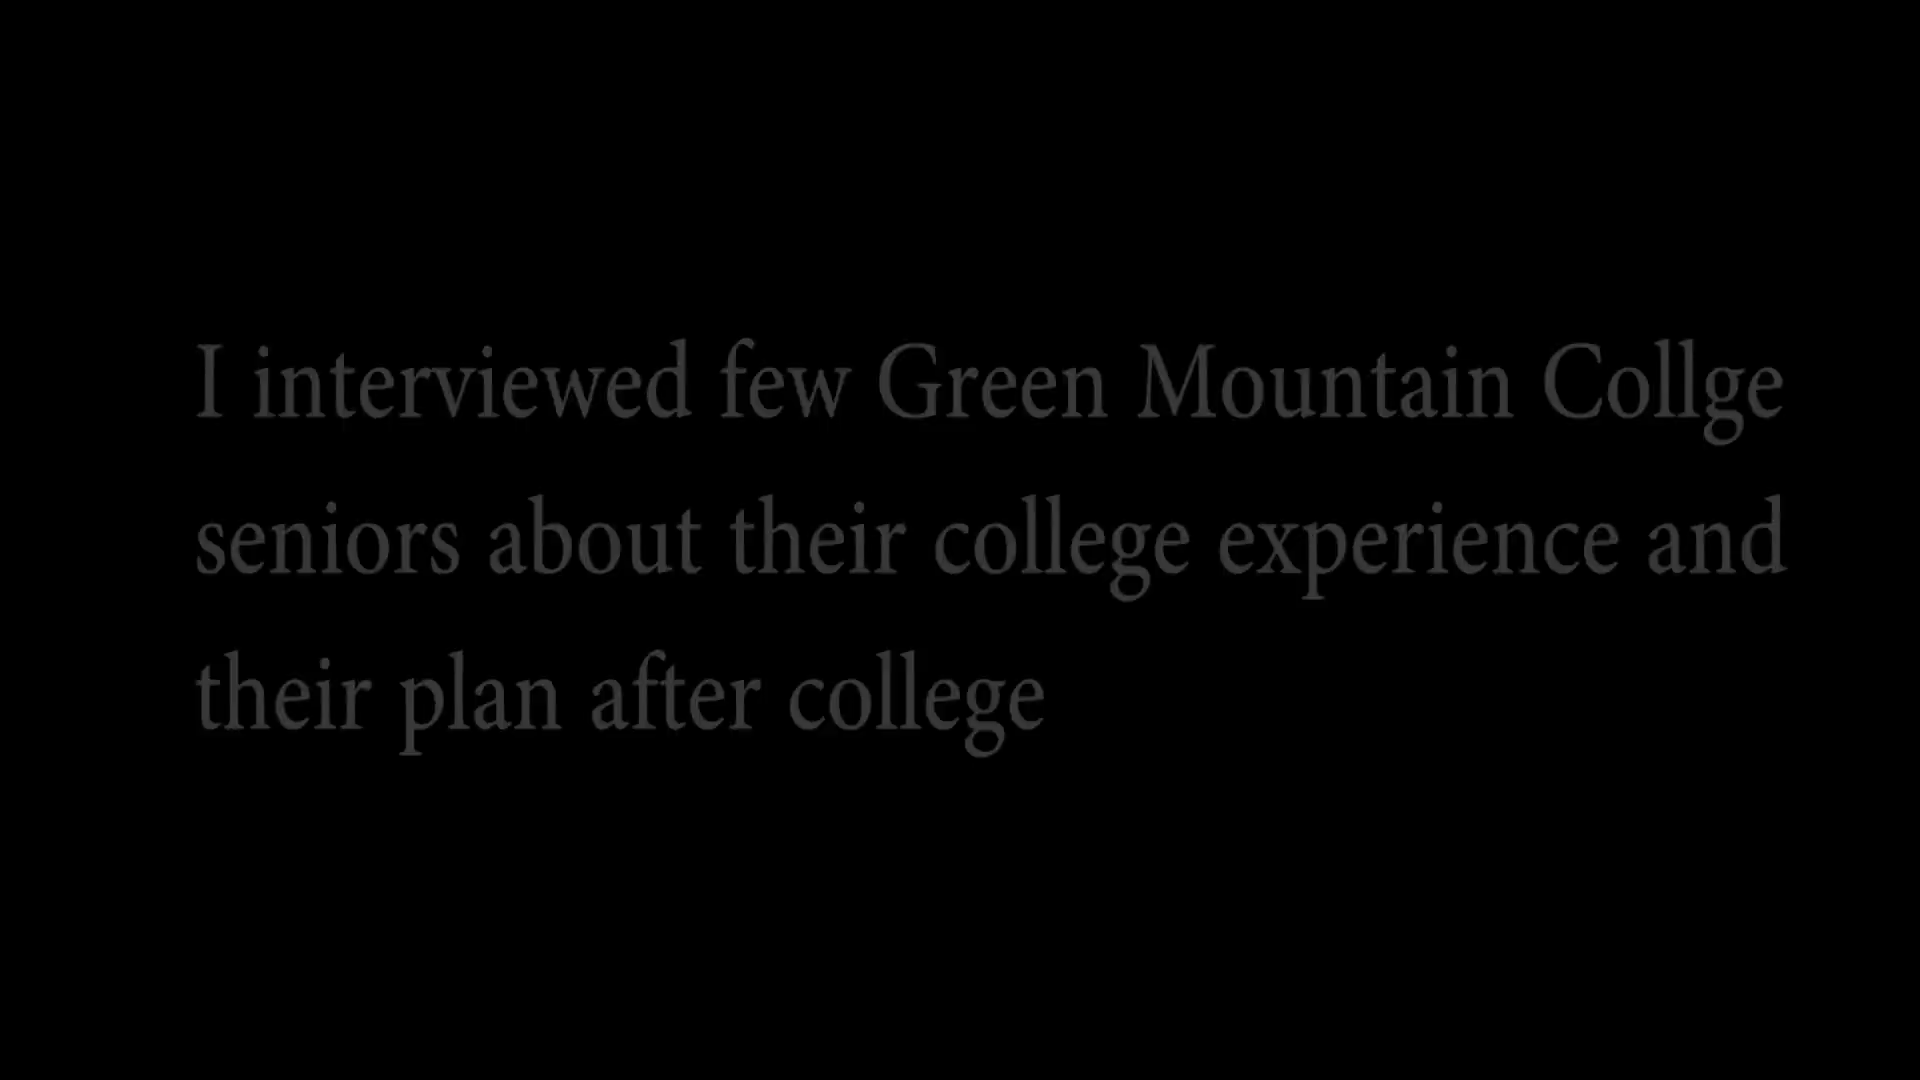 I interviewed few Green Mountain Collge
seniors about their college experience and
their plan after college